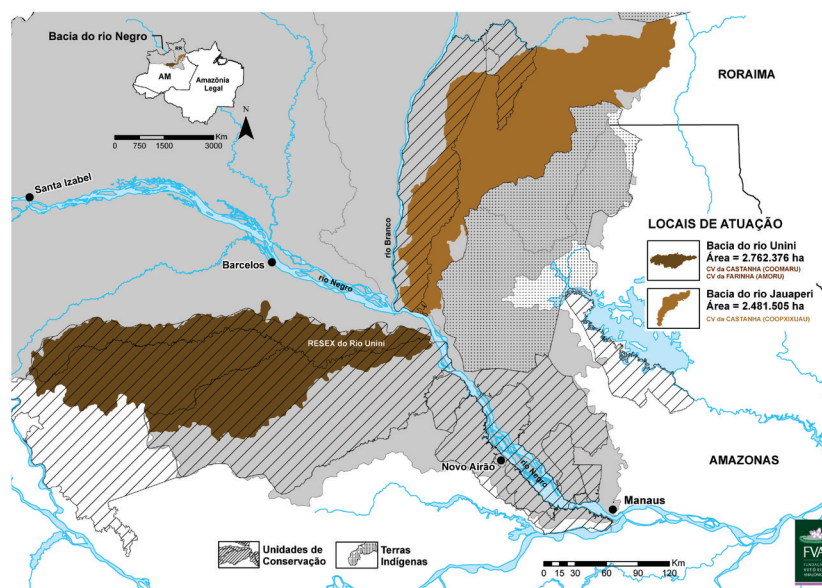 Bacia do
rio Negro
RR
AM
Amazônia
Legal
N
0 1500 3000 Km
RORAIMA
Santa Izabel
Barcelos
rio Negro
rio Branco
LOCAIS DE ATUAÇÃO
Bacia do rio Unini
Área = 2.762.376 ha
CV da CASTANHA (COOMARU)
CV da FARINHA (AMORU)
Bacia do rio Jauaperi
Área = 2.481.505 ha
CV da CASTANHA (COOPXIXUAU)
RESEX do Rio Unini
Novo Airão
rio Negro
Manaus
AMAZONAS
Unidades de
Conservação
Terras
Indígenas
Km
0 15 30 60 90 120
FVA